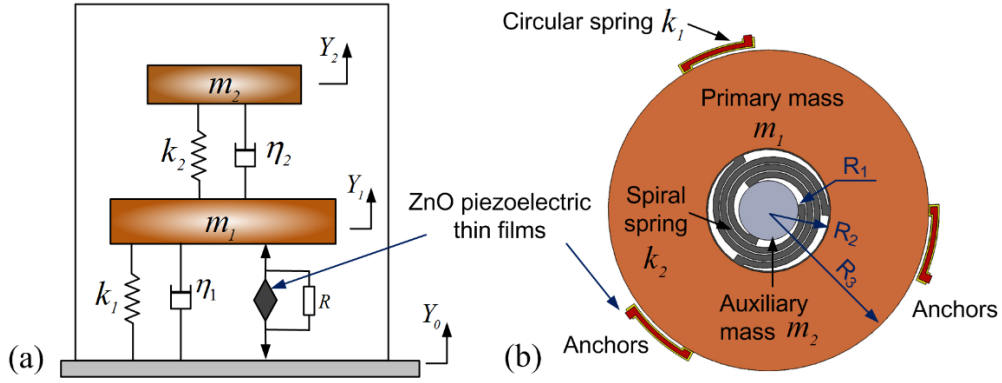 Y₂
m₂
k₂
η₂
Y₁
m₁
k₁
η₁
R
Y₀
(a)
ZnO piezoelectric
thin films
Circular spring k₁
Primary mass
m₁
R₁
R₂
R₃
Spiral
spring
k₂
Auxiliary
mass m₂
Anchors
Anchors
(b)